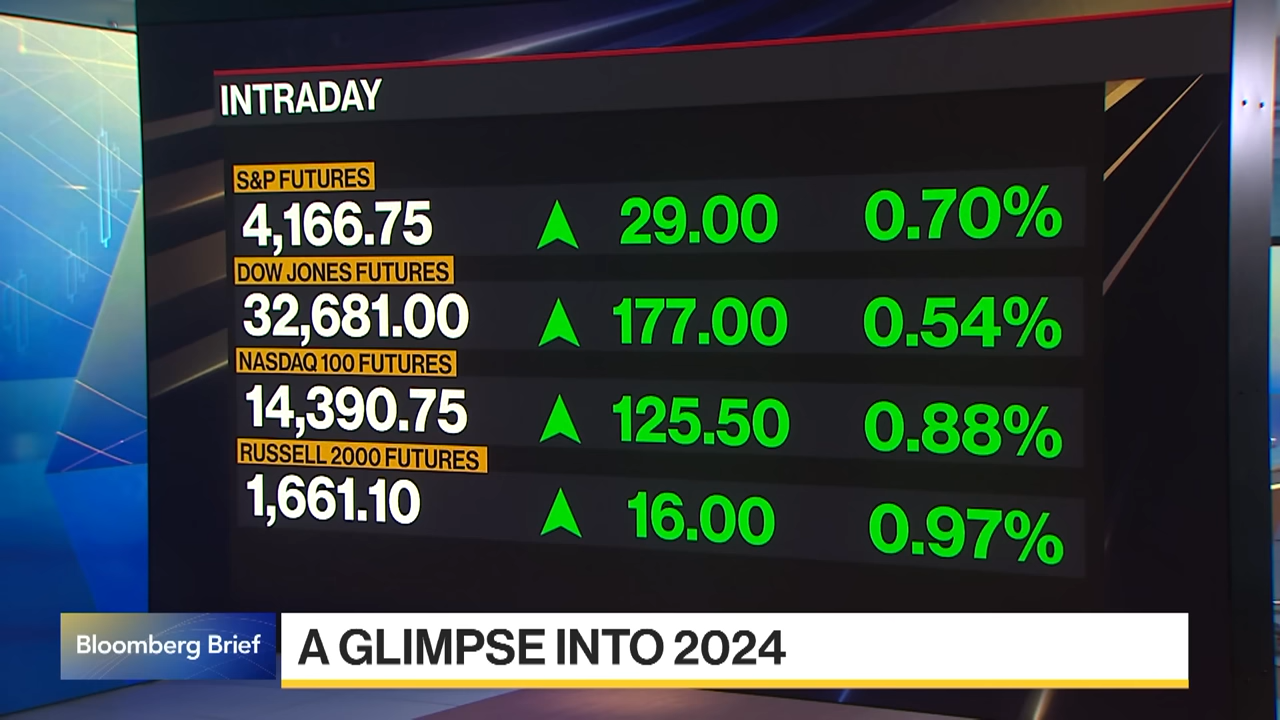 INTRADAY
S&P FUTURES
4,166.75 29.00 0.70%
DOW JONES FUTURES
32,681.00 177.00 0.54%
NASDAQ 100 FUTURES
14,390.75 125.50 0.88%
RUSSELL 2000 FUTURES
1,661.10 16.00 0.97%
Bloomberg Brief A GLIMPSE INTO 2024